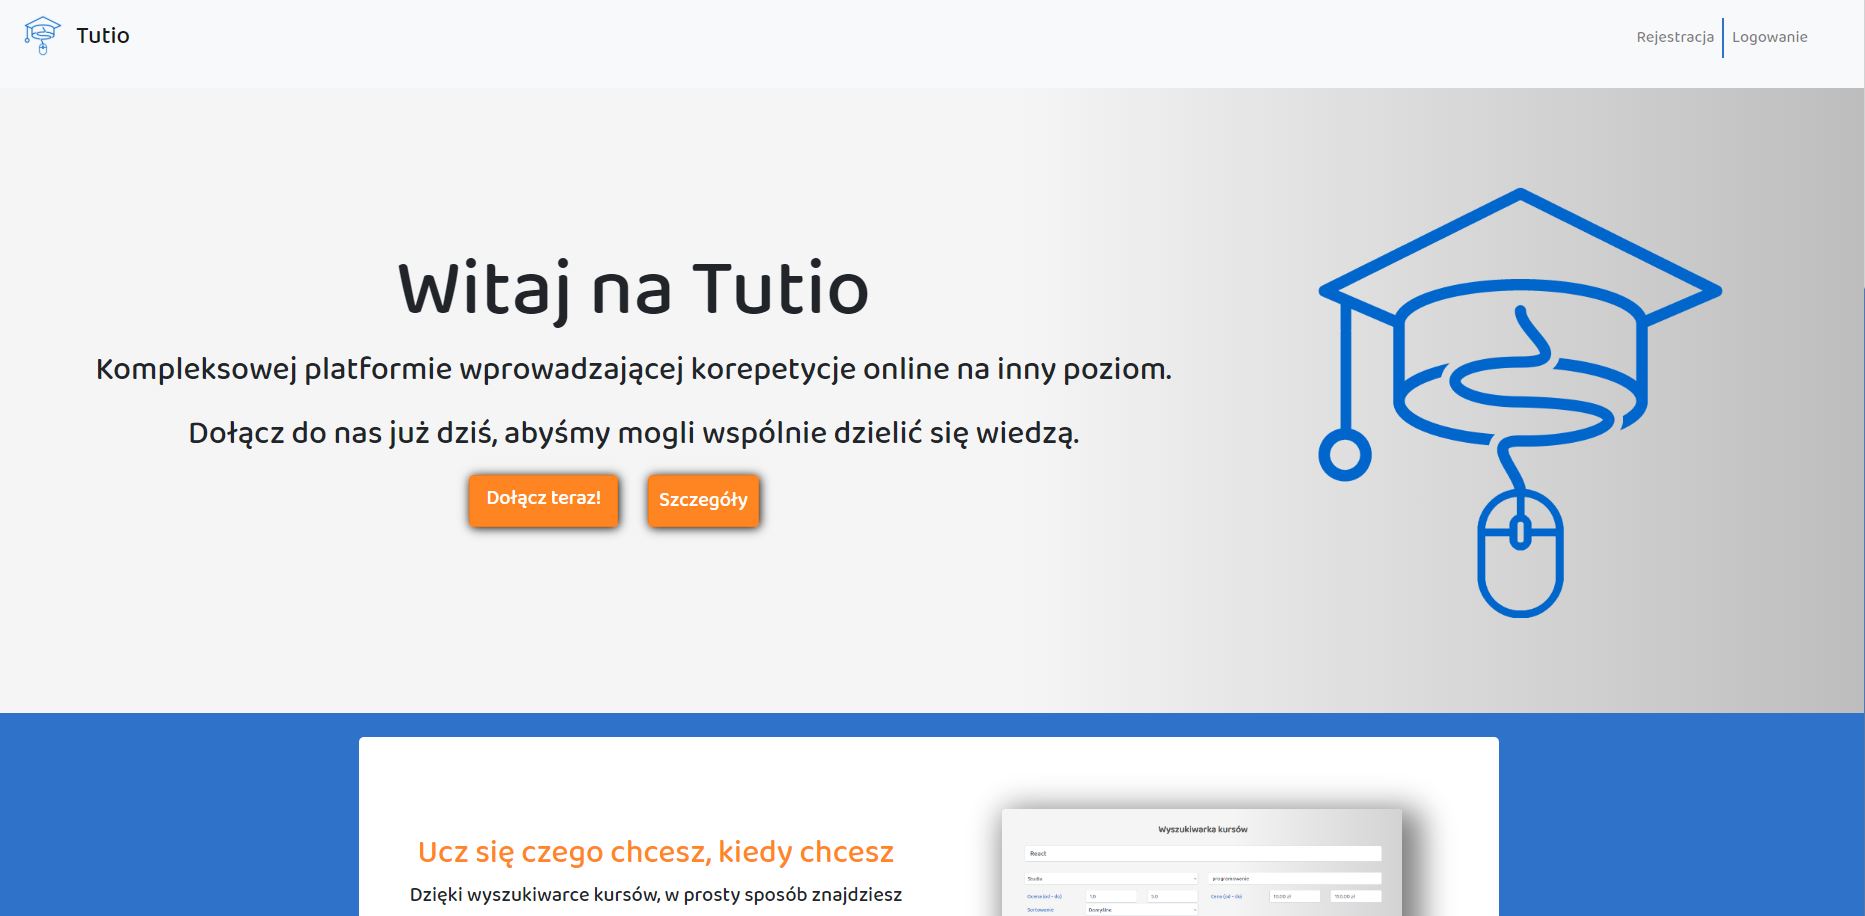 Tutio
Rejestracja
Logowanie
Witaj na Tutio
Kompleksowej platformie wprowadzającej korepetycje online na inny poziom.
Dołącz do nas już dziś, abyśmy mogli wspólnie dzielić się wiedzą.
Dołącz teraz!
Szczegóły
Ucz się czego chcesz, kiedy chcesz
Dzięki wyszukiwarce kursów, w prosty sposób znajdziesz
Wyszukiwarka kursów
React
Studia
programowanie
Ocena (od - do)
1.0
5.0
Cena (od - do)
10.00 zł
150.00 zł
Sortowanie
Domyślne